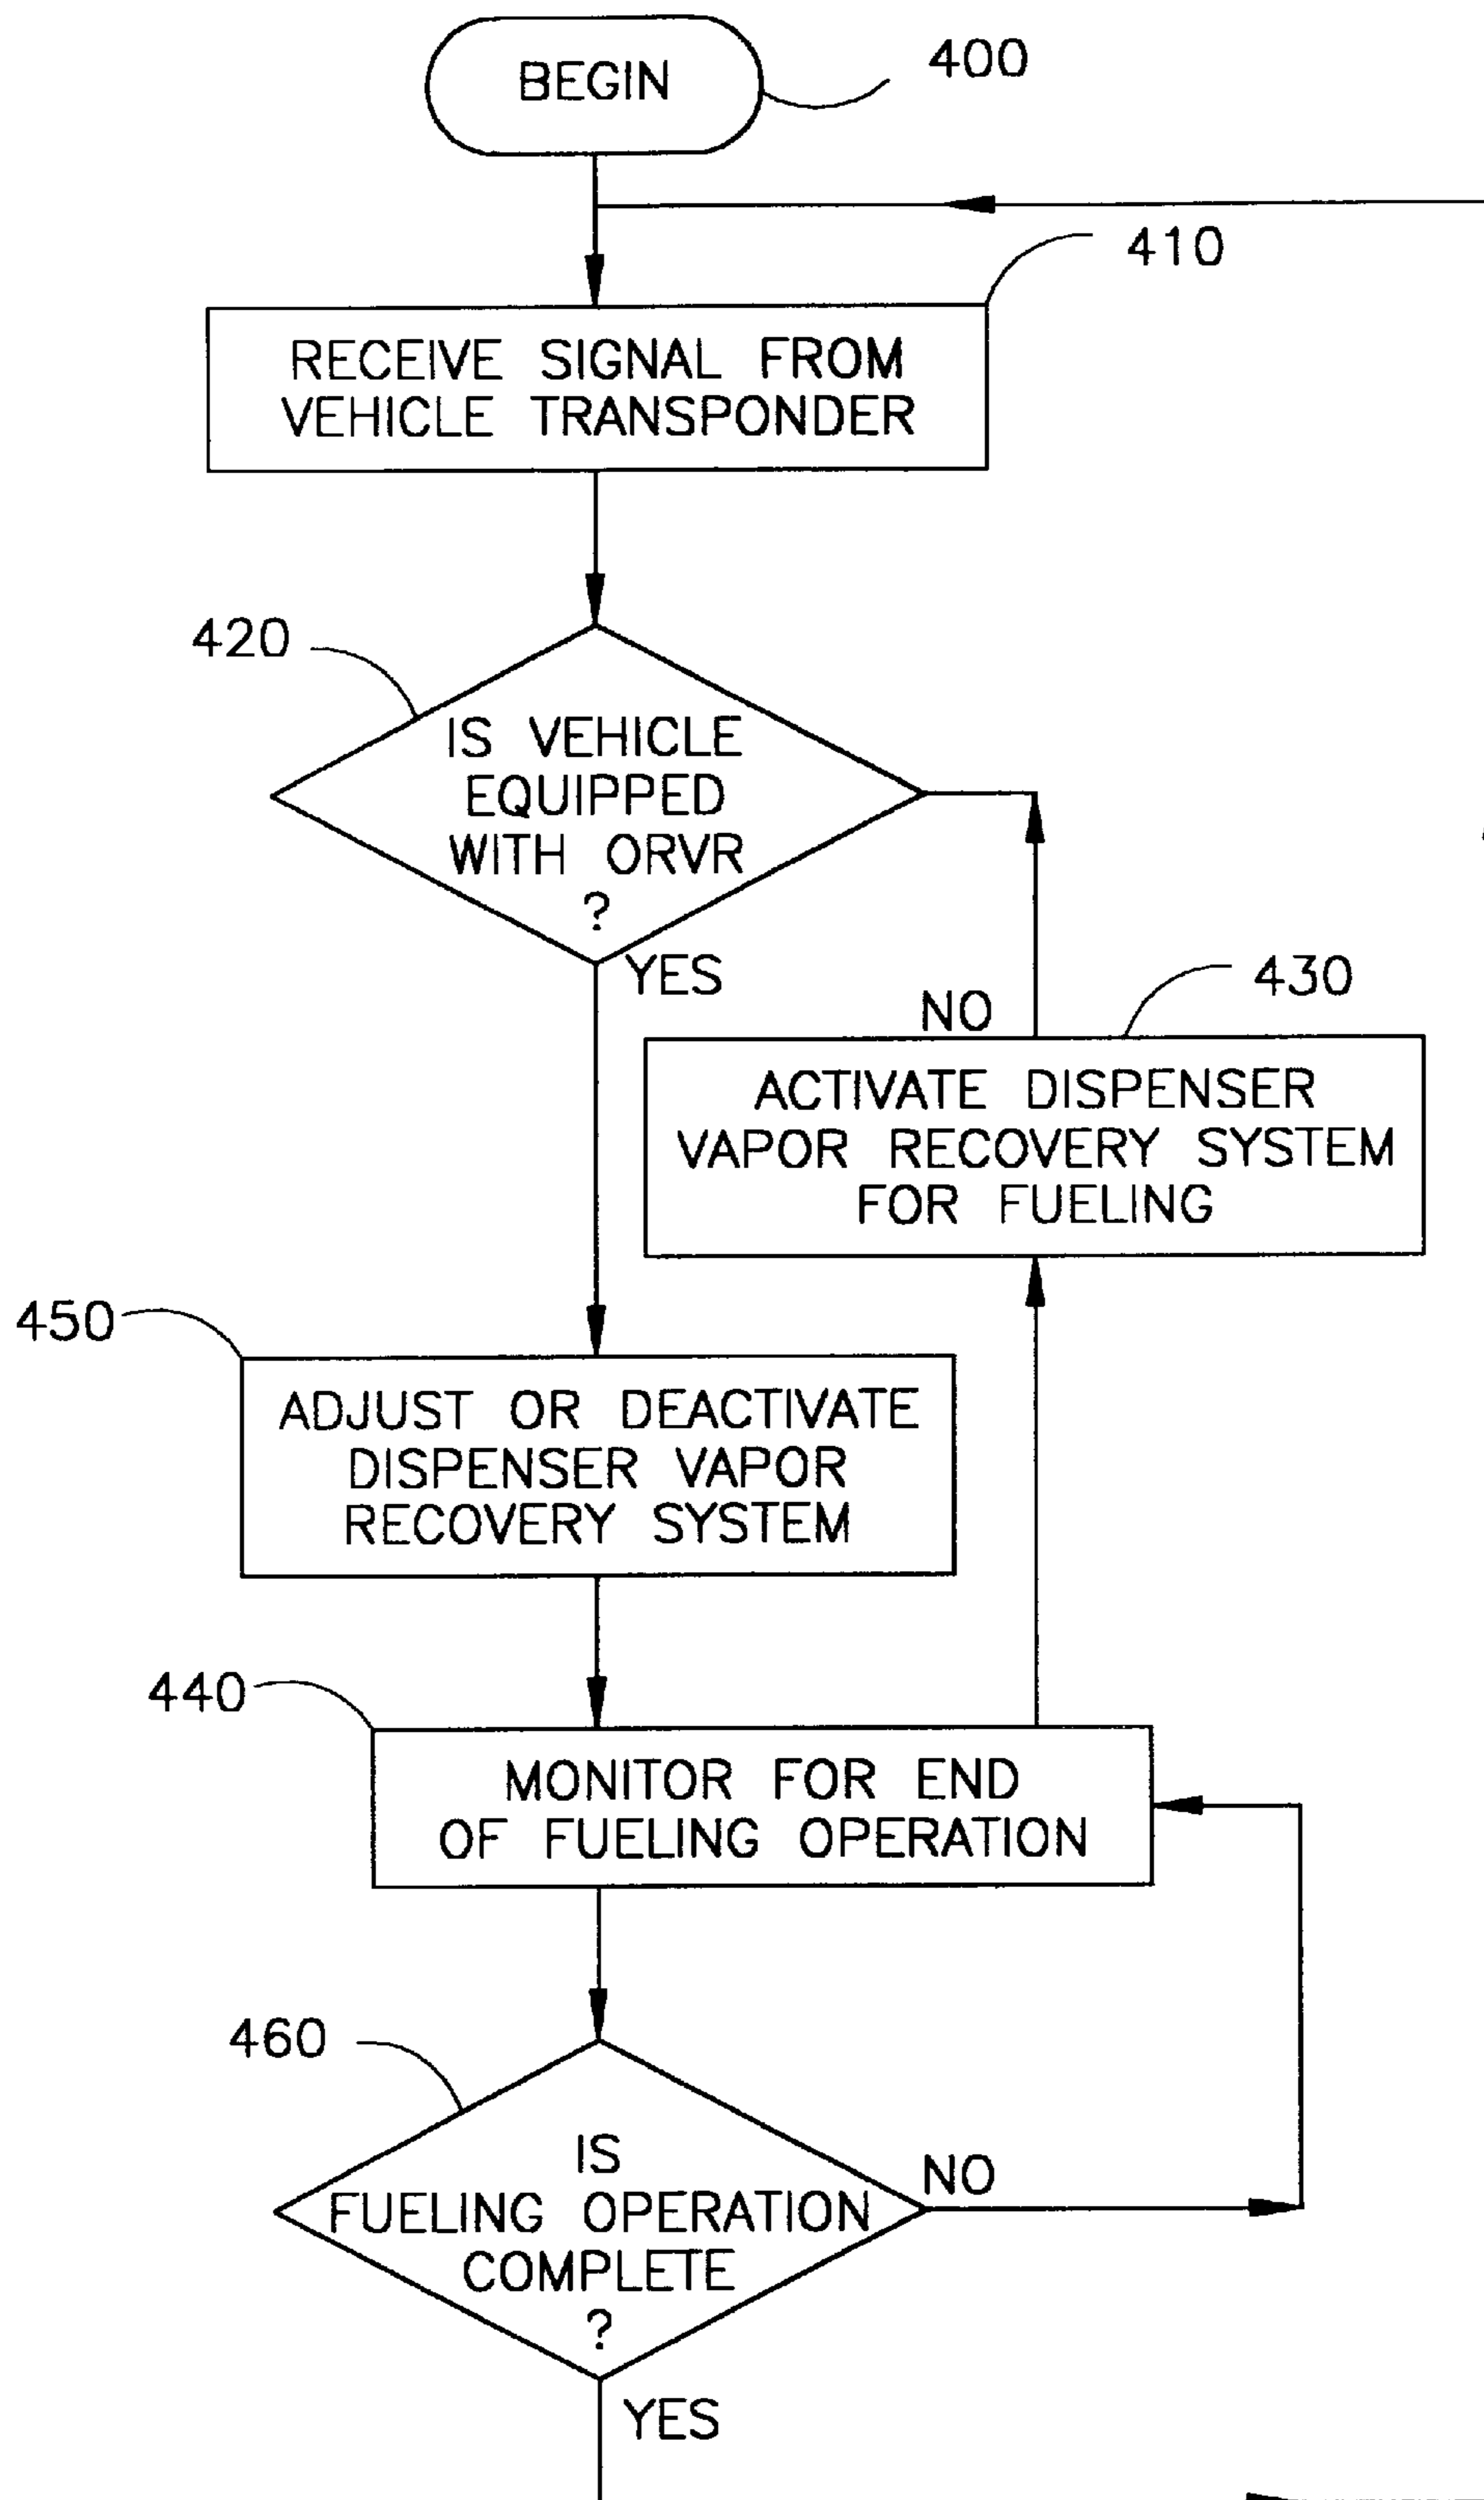 BEGIN
400
410
RECEIVE SIGNAL FROM
VEHICLE TRANSPONDER
420
IS VEHICLE
EQUIPPED
WITH ORVR
?
YES
NO
430
ACTIVATE DISPENSER
VAPOR RECOVERY SYSTEM
FOR FUELING
450
ADJUST OR DEACTIVATE
DISPENSER VAPOR
RECOVERY SYSTEM
440
MONITOR FOR END
OF FUELING OPERATION
460
IS
FUELING OPERATION
COMPLETE
?
NO
YES